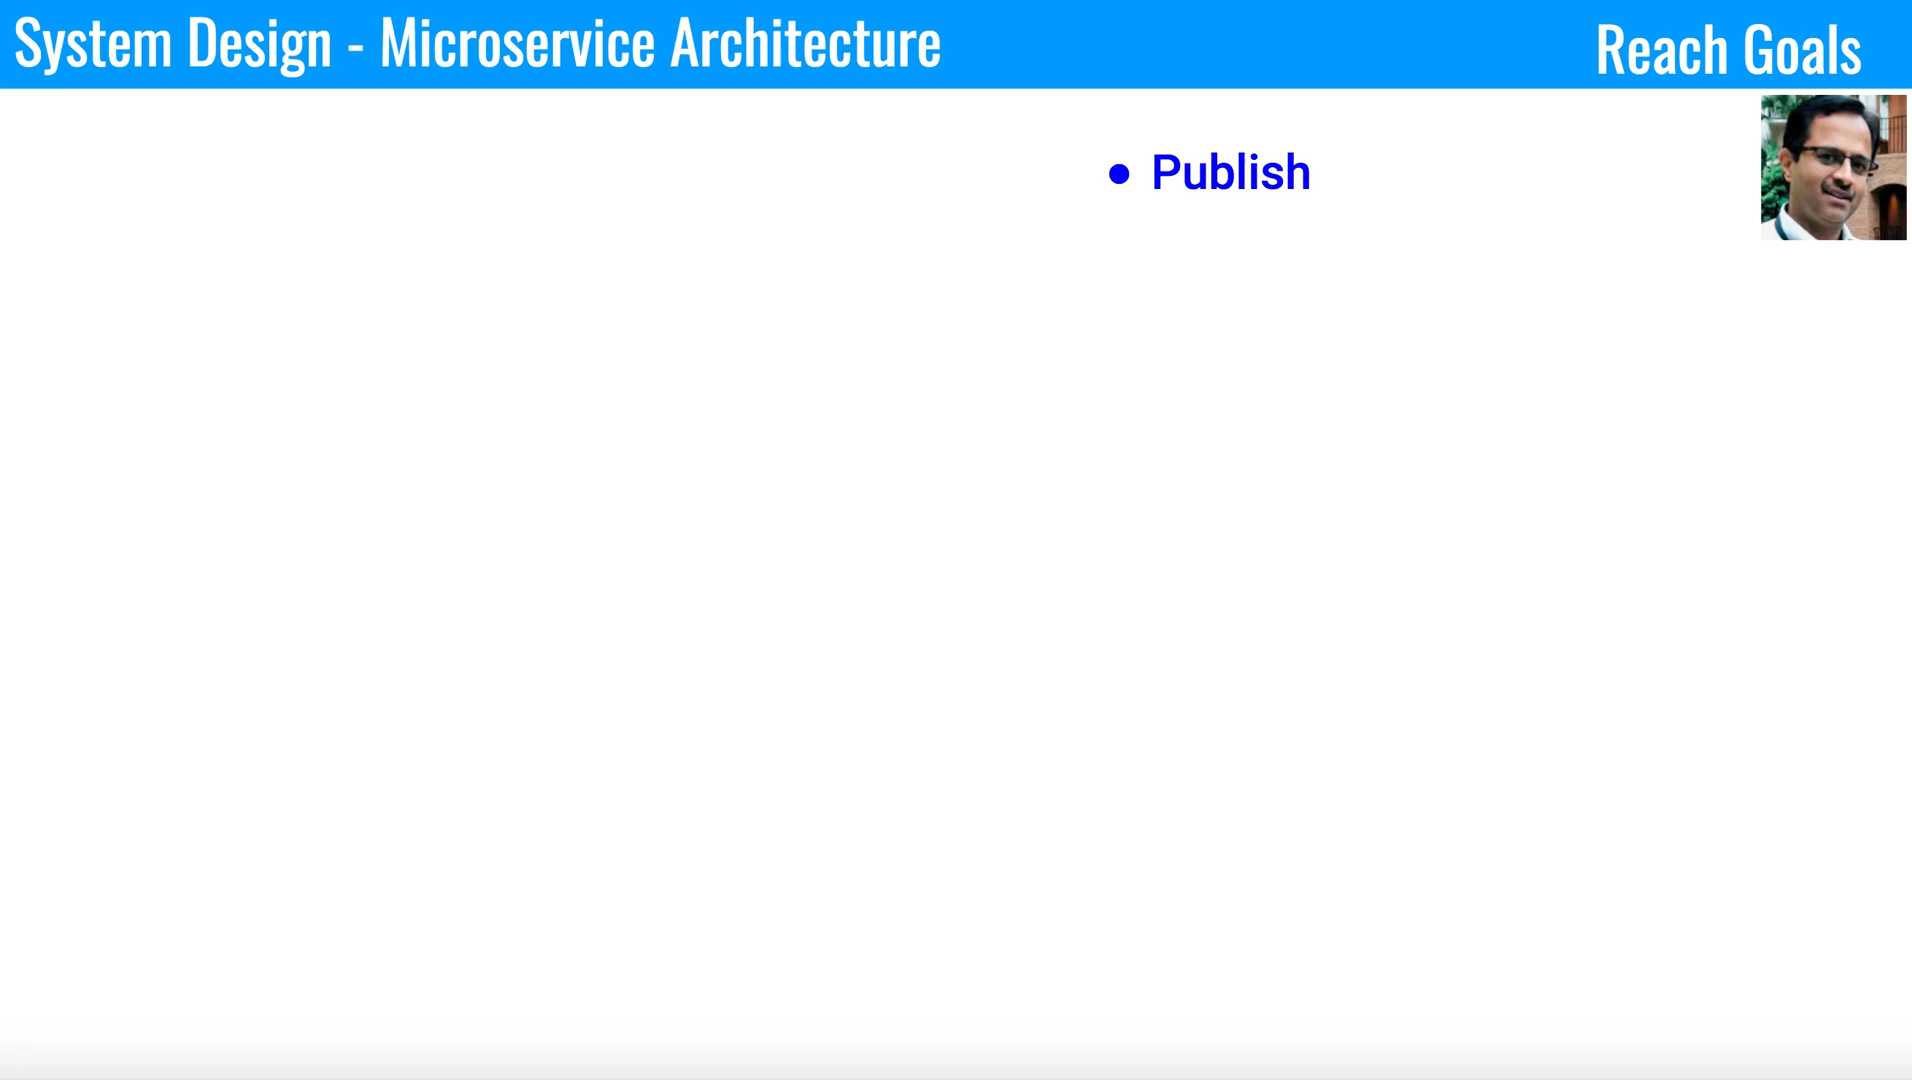 System Design - Microservice Architecture
Reach Goals
● Publish